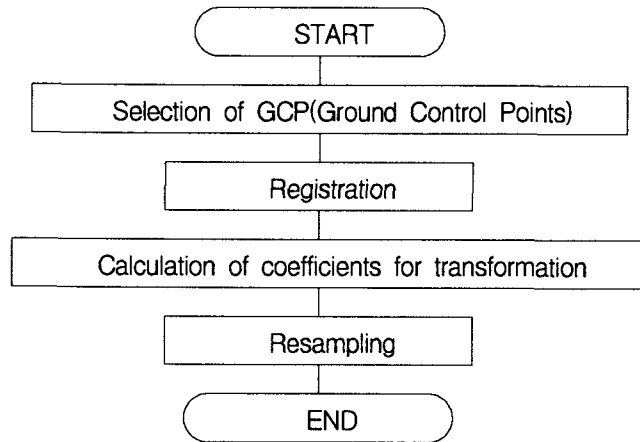 START
Selection of GCP(Ground Control Points)
Registration
Calculation of coefficients for transformation
Resampling
END